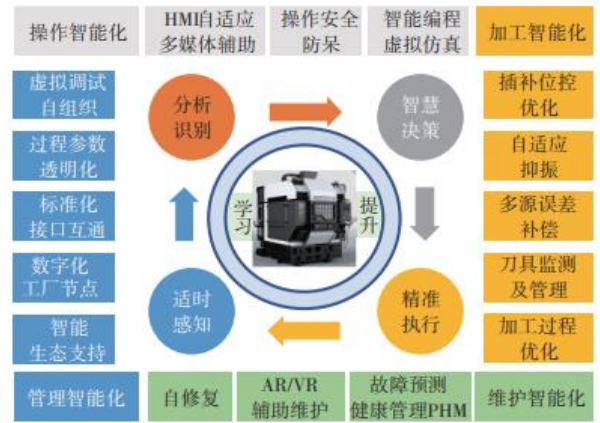 操作智能化
HMI自适应
多媒体辅助
操作安全
防呆
智能编程
虚拟仿真
加工智能化
虚拟调试
自组织
过程参数
透明化
标准化
接口互通
数字化
工厂节点
智能
生态支持
管理智能化
分析
识别
智慧
决策
学
习
提
升
适时
感知
精准
执行
插补位控
优化
自适应
抑振
多源误差
补偿
刀具监测
及管理
加工过程
优化
自修复
AR/VR
辅助维护
故障预测
健康管理PHM
维护智能化